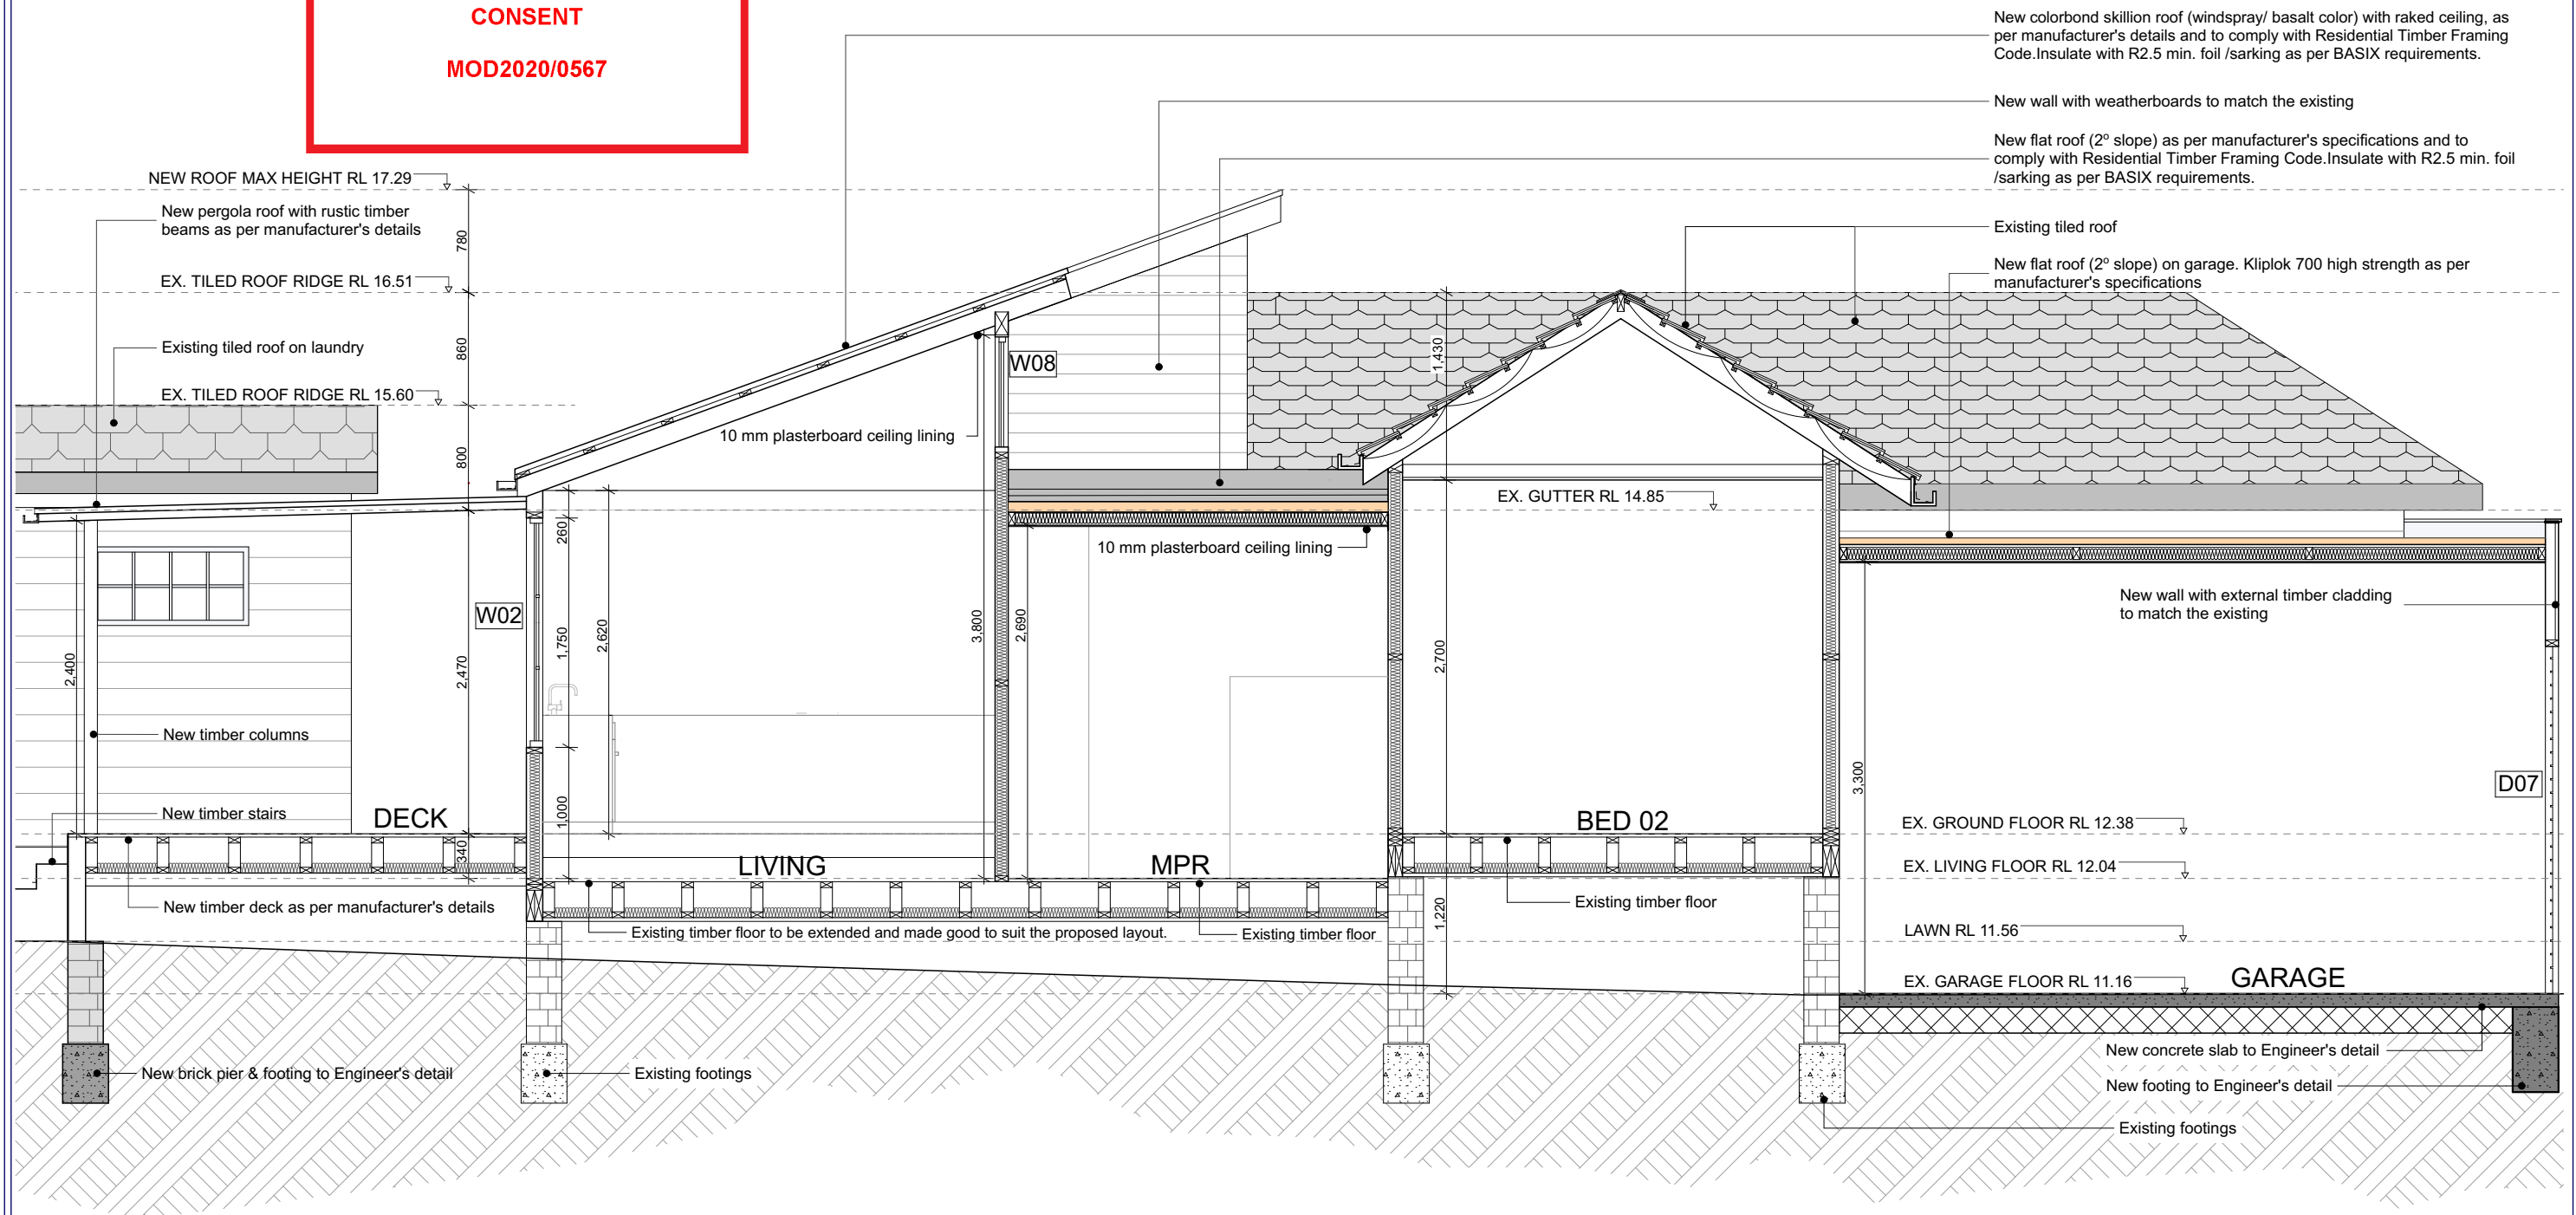 CONSENT
MOD2020/0567
New colorbond skillion roof (windspray/ basalt color) with raked ceiling, as
per manufacturer's details and to comply with Residential Timber Framing
Code.Insulate with R2.5 min. foil /sarking as per BASIX requirements.
New wall with weatherboards to match the existing
New flat roof (2º slope) as per manufacturer's specifications and to
comply with Residential Timber Framing Code.Insulate with R2.5 min. foil
/sarking as per BASIX requirements.
Existing tiled roof
New flat roof (2º slope) on garage. Kliplok 700 high strength as per
manufacturer's specifications
NEW ROOF MAX HEIGHT RL 17.29
New pergola roof with rustic timber
beams as per manufacturer's details
EX. TILED ROOF RIDGE RL 16.51
Existing tiled roof on laundry
EX. TILED ROOF RIDGE RL 15.60
780
860
800
2,470
340
2,400
10 mm plasterboard ceiling lining
W08
1,430
EX. GUTTER RL 14.85
10 mm plasterboard ceiling lining
W02
260
1,750
1,000
2,620
3,800
2,690
2,700
1,220
3,300
New wall with external timber cladding
to match the existing
New timber columns
New timber stairs
DECK
LIVING
MPR
BED 02
D07
EX. GROUND FLOOR RL 12.38
EX. LIVING FLOOR RL 12.04
LAWN RL 11.56
EX. GARAGE FLOOR RL 11.16
GARAGE
New timber deck as per manufacturer's details
Existing timber floor to be extended and made good to suit the proposed layout.
Existing timber floor
Existing timber floor
New brick pier & footing to Engineer's detail
Existing footings
New concrete slab to Engineer's detail
New footing to Engineer's detail
Existing footings